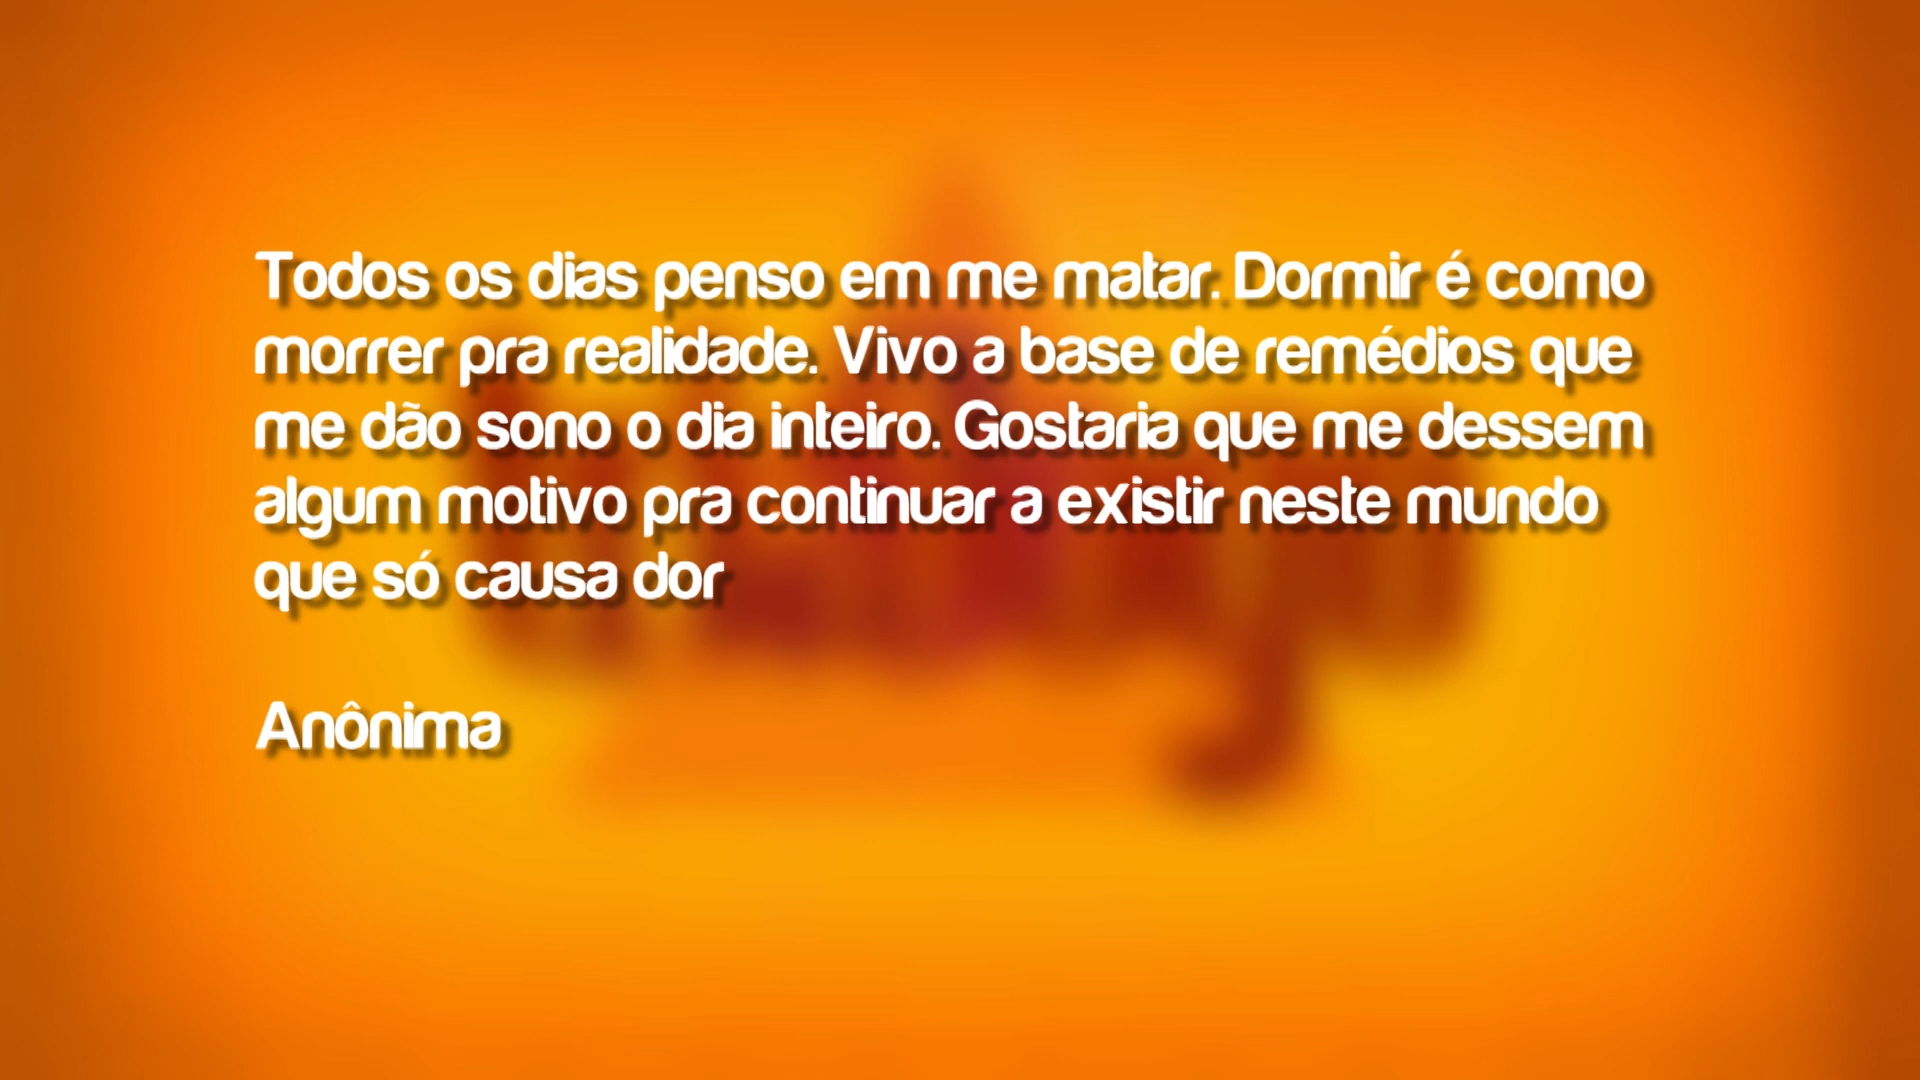 Todos os dias penso em me matar. Dormir é como
morrer pra realidade. Vivo a base de remédios que
me dão sono o dia inteiro. Gostaria que me dessem
algum motivo pra continuar a existir neste mundo
que só causa dor
Anônima